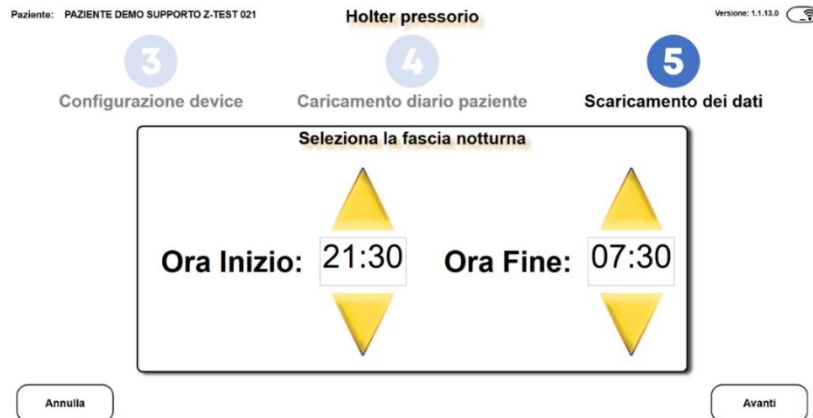 Paziente: PAZIENTE DEMO SUPPORTO Z-TEST 021
Holter pressorio
Versione: 1.1.13.0
3
4
5
Configurazione device
Caricamento diario paziente
Scaricamento dei dati
Seleziona la fascia notturna
Ora Inizio: 21:30
Ora Fine: 07:30
Annulla
Avanti